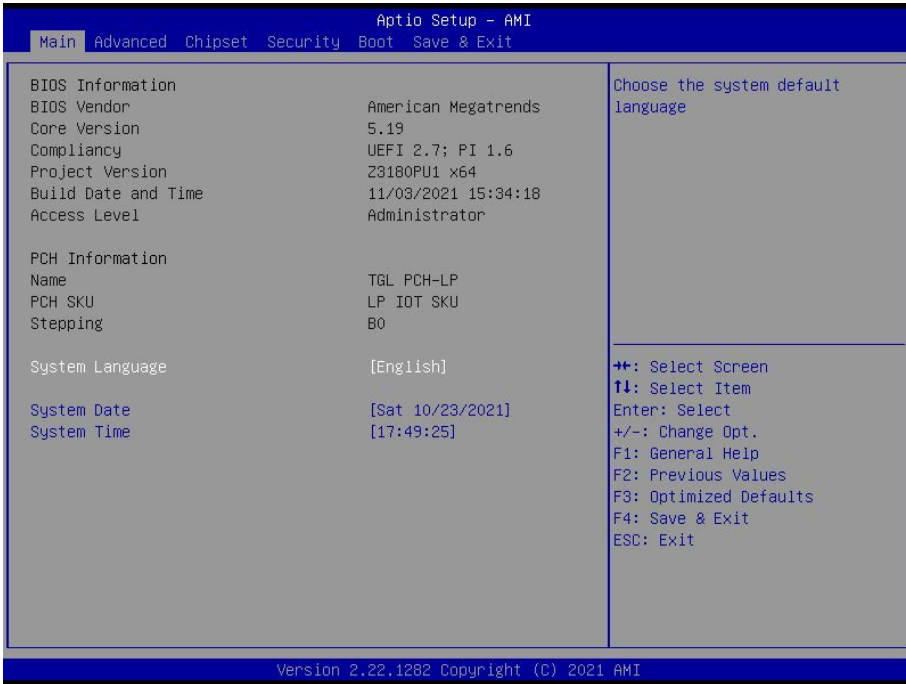 Aptio Setup – AMI
Main Advanced Chipset Security Boot Save & Exit
BIOS Information
BIOS Vendor American Megatrends
Core Version 5.19
Compliancy UEFI 2.7; PI 1.6
Project Version Z3180PU1 x64
Build Date and Time 11/03/2021 15:34:18
Access Level Administrator
PCH Information
Name TGL PCH-LP
PCH SKU LP IOT SKU
Stepping B0
System Language [English]
System Date [Sat 10/23/2021]
System Time [17:49:25]
Choose the system default
language
→←: Select Screen
↑↓: Select Item
Enter: Select
+/-: Change Opt.
F1: General Help
F2: Previous Values
F3: Optimized Defaults
F4: Save & Exit
ESC: Exit
Version 2.22.1282 Copyright (C) 2021 AMI